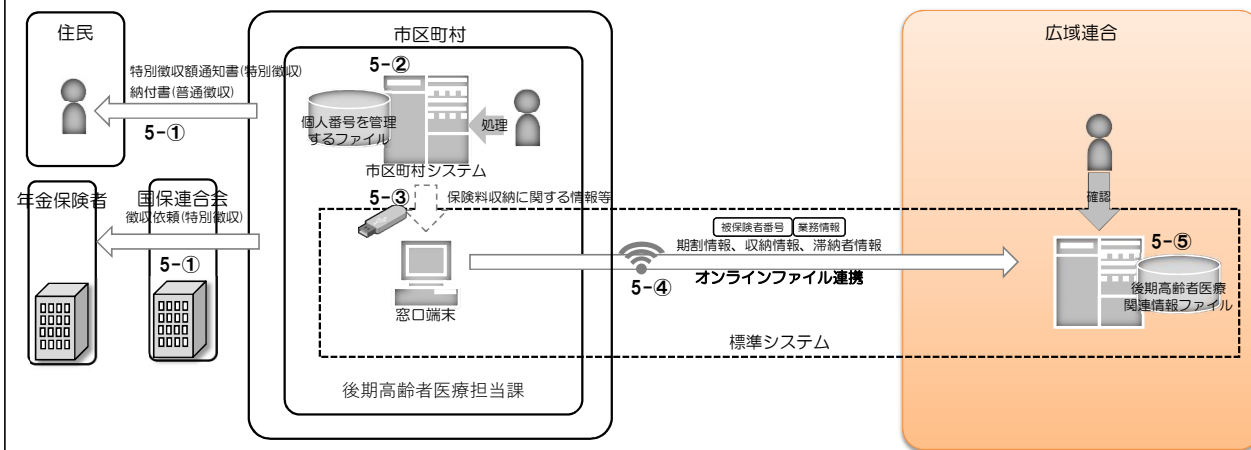 住民
特別徴収額通知書(特別徴収)
納付書(普通徴収)
5-①
年金保険者
国保連合会
徴収依頼(特別徴収)
5-①
市区町村
5-②
個人番号を管理
するファイル
処理
市区町村システム
5-③
保険料収納に関する情報等
窓口端末
後期高齢者医療担当課
被保険者番号 業務情報
期割情報、収納情報、滞納者情報
5-④
オンラインファイル連携
標準システム
広域連合
確認
5-⑤
後期高齢者医療
関連情報ファイル